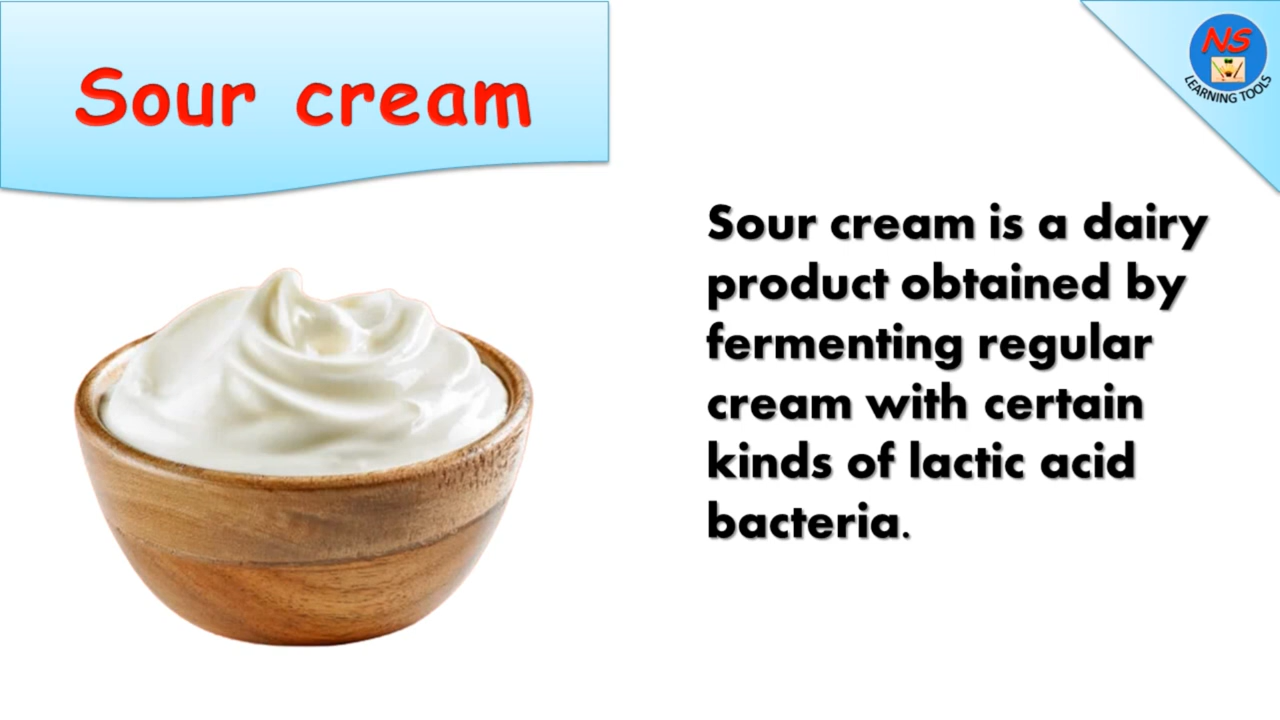 Sour cream
NS
LEARNING TOOLS
Sour cream is a dairy
product obtained by
fermenting regular
cream with certain
kinds of lactic acid
bacteria.